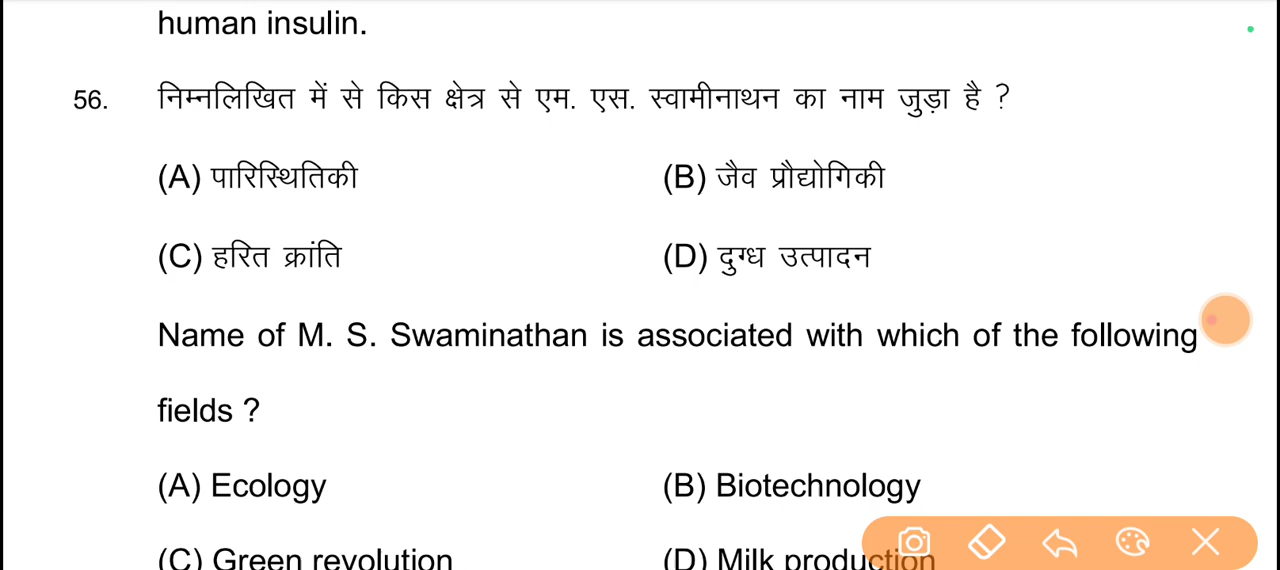 human insulin.
56. निम्नलिखित में से किस क्षेत्र से एम. एस. स्वामीनाथन का नाम जुड़ा है ?
(A) पारिस्थितिकी (B) जैव प्रौद्योगिकी
(C) हरित क्रांति (D) दुग्ध उत्पादन
Name of M. S. Swaminathan is associated with which of the following
fields ?
(A) Ecology (B) Biotechnology
(C) Green revolution (D) Milk production